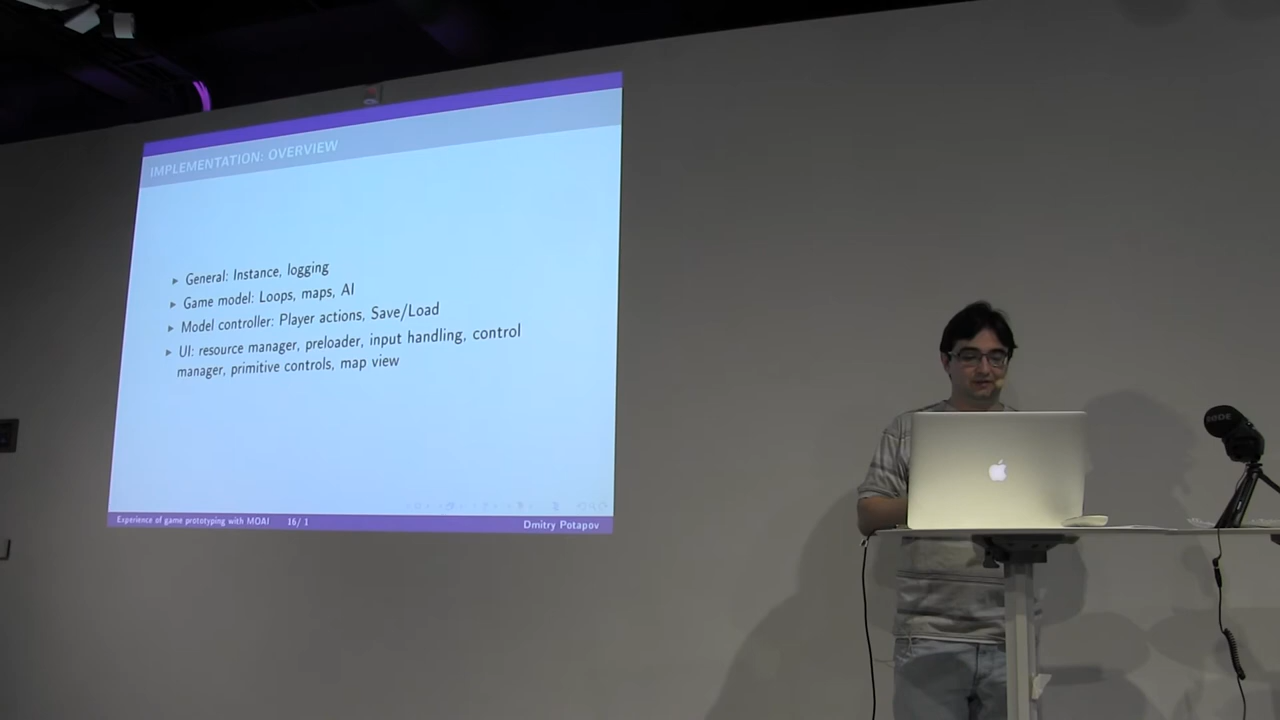 IMPLEMENTATION: OVERVIEW
General: Instance, logging
Game model: Loops, maps, AI
Model controller: Player actions, Save/Load
UI: resource manager, preloader, input handling, control
manager, primitive controls, map view
Experience of game prototyping with MOAI 16/ 1 Dmitry Potapov
RØDE